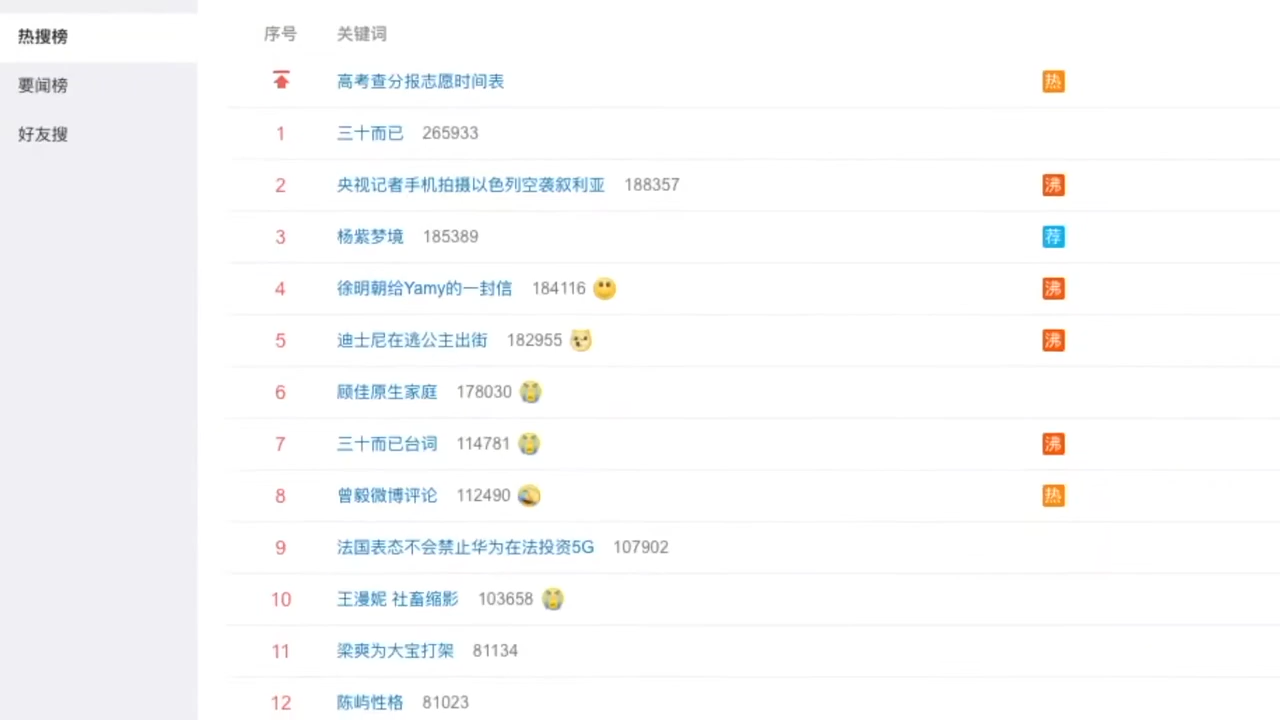 热搜榜
要闻榜
好友搜
序号 关键词
高考查分报志愿时间表 热
1 三十而已 265933
2 央视记者手机拍摄以色列空袭叙利亚 188357 沸
3 杨紫梦境 185389 荐
4 徐明朝给Yamy的一封信 184116 沸
5 迪士尼在逃公主出街 182955 沸
6 顾佳原生家庭 178030
7 三十而已台词 114781 沸
8 曾毅微博评论 112490 热
9 法国表态不会禁止华为在法投资5G 107902
10 王漫妮 社畜缩影 103658
11 梁爽为大宝打架 81134
12 陈屿性格 81023